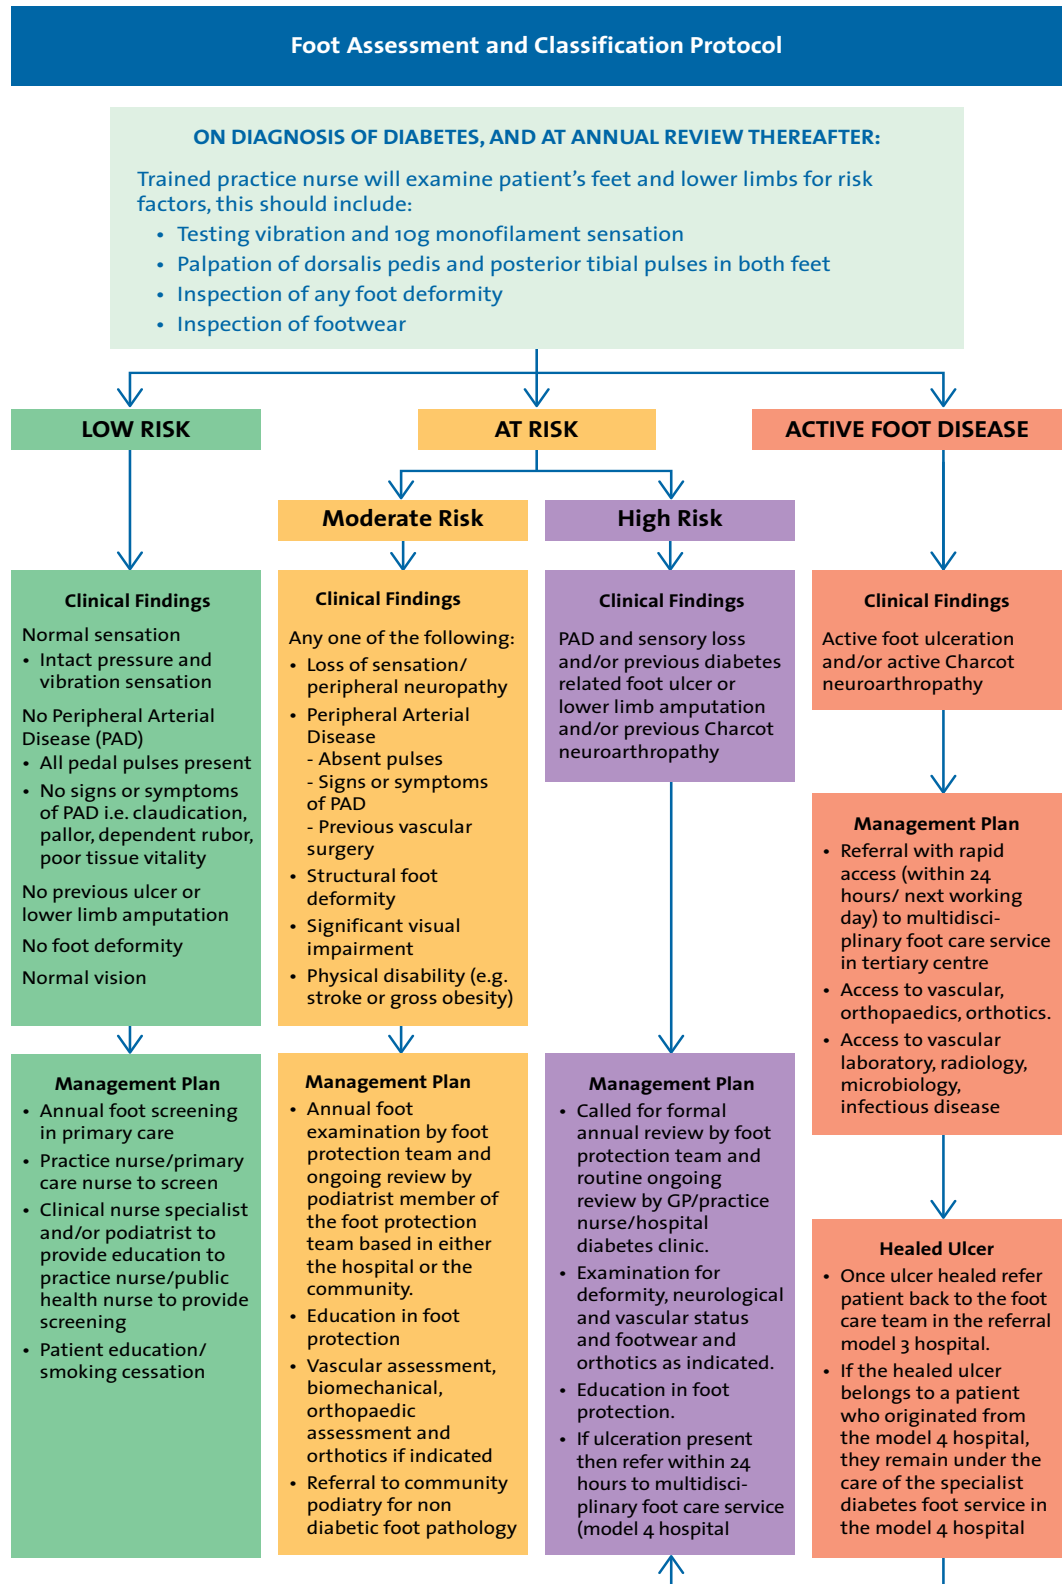 Foot Assessment and Classification Protocol
ON DIAGNOSIS OF DIABETES, AND AT ANNUAL REVIEW THEREAFTER:
Trained practice nurse will examine patient's feet and lower limbs for risk
factors, this should include:
• Testing vibration and 10g monofilament sensation
• Palpation of dorsalis pedis and posterior tibial pulses in both feet
• Inspection of any foot deformity
• Inspection of footwear
LOW RISK
AT RISK
ACTIVE FOOT DISEASE
Moderate Risk
High Risk
Clinical Findings
Normal sensation
• Intact pressure and
vibration sensation
No Peripheral Arterial
Disease (PAD)
• All pedal pulses present
• No signs or symptoms
of PAD i.e. claudication,
pallor, dependent rubor,
poor tissue vitality
No previous ulcer or
lower limb amputation
No foot deformity
Normal vision
Clinical Findings
Any one of the following:
• Loss of sensation/
peripheral neuropathy
• Peripheral Arterial
Disease
- Absent pulses
- Signs or symptoms
of PAD
- Previous vascular
surgery
• Structural foot
deformity
• Significant visual
impairment
• Physical disability (e.g.
stroke or gross obesity)
Clinical Findings
PAD and sensory loss
and/or previous diabetes
related foot ulcer or
lower limb amputation
and/or previous Charcot
neuroarthropathy
Clinical Findings
Active foot ulceration
and/or active Charcot
neuroarthropathy
Management Plan
• Referral with rapid
access (within 24
hours/ next working
day) to multidisci-
plinary foot care service
in tertiary centre
• Access to vascular,
orthopaedics, orthotics.
• Access to vascular
laboratory, radiology,
microbiology,
infectious disease
Management Plan
• Annual foot screening
in primary care
• Practice nurse/primary
care nurse to screen
• Clinical nurse specialist
and/or podiatrist to
provide education to
practice nurse/public
health nurse to provide
screening
• Patient education/
smoking cessation
Management Plan
• Annual foot
examination by foot
protection team and
ongoing review by
podiatrist member of
the foot protection
team based in either
the hospital or the
community.
• Education in foot
protection
• Vascular assessment,
biomechanical,
orthopaedic
assessment and
orthotics if indicated
• Referral to community
podiatry for non
diabetic foot pathology
Management Plan
• Called for formal
annual review by foot
protection team and
routine ongoing
review by GP/practice
nurse/hospital
diabetes clinic.
• Examination for
deformity, neurological
and vascular status
and footwear and
orthotics as indicated.
• Education in foot
protection.
• If ulceration present
then refer within 24
hours to multidisci-
plinary foot care service
(model 4 hospital
Healed Ulcer
• Once ulcer healed refer
patient back to the foot
care team in the referral
model 3 hospital.
• If the healed ulcer
belongs to a patient
who originated from
the model 4 hospital,
they remain under the
care of the specialist
diabetes foot service in
the model 4 hospital